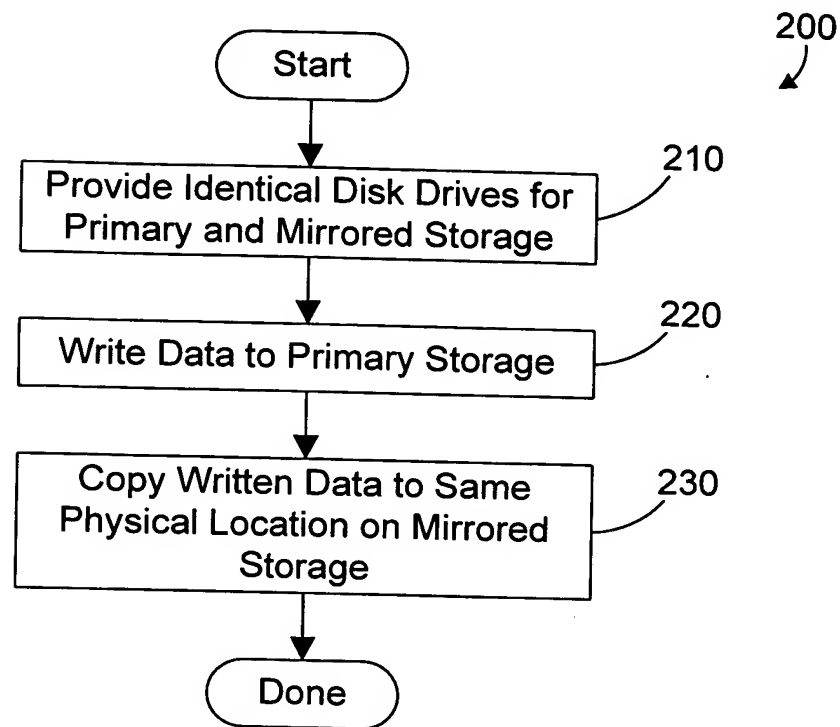 200
Start
210
Provide Identical Disk Drives for
Primary and Mirrored Storage
220
Write Data to Primary Storage
230
Copy Written Data to Same
Physical Location on Mirrored
Storage
Done